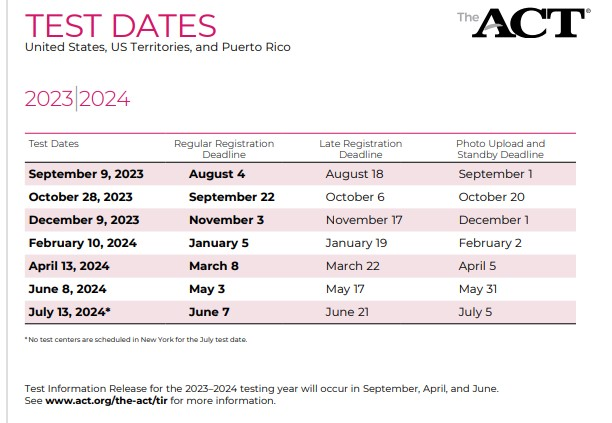 TEST DATES
The ACT®
United States, US Territories, and Puerto Rico
2023|2024
Test Dates Regular Registration Deadline Late Registration Deadline Photo Upload and Standby Deadline
September 9, 2023 August 4 August 18 September 1
October 28, 2023 September 22 October 6 October 20
December 9, 2023 November 3 November 17 December 1
February 10, 2024 January 5 January 19 February 2
April 13, 2024 March 8 March 22 April 5
June 8, 2024 May 3 May 17 May 31
July 13, 2024* June 7 June 21 July 5
*No test centers are scheduled in New York for the July test date.
Test Information Release for the 2023–2024 testing year will occur in September, April, and June.
See www.act.org/the-act/tir for more information.